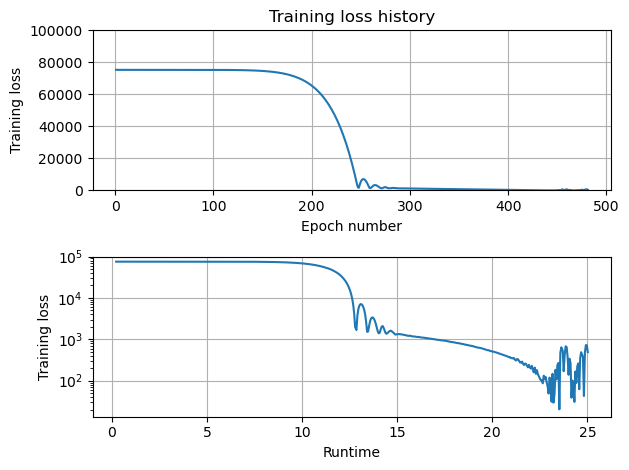 Training loss history
100000
80000
60000
40000
20000
0
Training loss
0 100 200 300 400 500
Epoch number
10^5
10^4
10^3
10^2
Training loss
0 5 10 15 20 25
Runtime